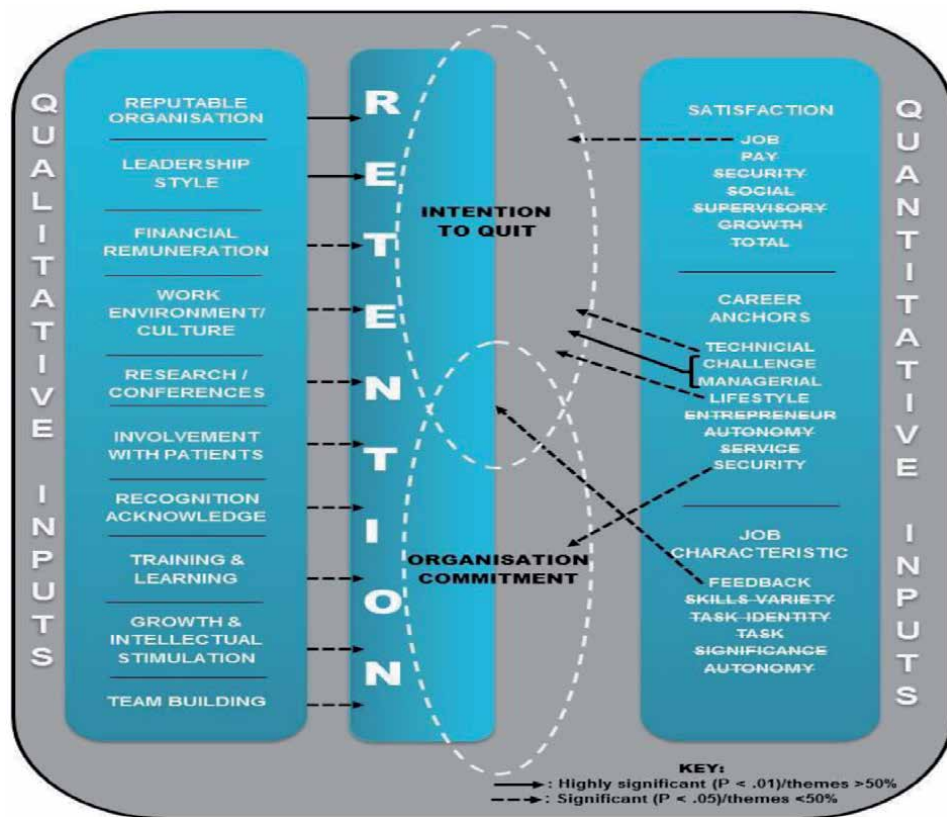 QUALITATIVE INPUTS
REPUTABLE
ORGANISATION
LEADERSHIP
STYLE
FINANCIAL
REMUNERATION
WORK
ENVIRONMENT/
CULTURE
RESEARCH /
CONFERENCES
INVOLVEMENT
WITH PATIENTS
RECOGNITION
ACKNOWLEDGE
TRAINING &
LEARNING
GROWTH &
INTELLECTUAL
STIMULATION
TEAM BUILDING
RETENTION
INTENTION
TO QUIT
ORGANISATION
COMMITMENT
SATISFACTION
JOB
PAY
SECURITY
SOCIAL
SUPERVISORY
GROWTH
TOTAL
CAREER
ANCHORS
TECHNICIAL
CHALLENGE
MANAGERIAL
LIFESTYLE
ENTREPRENEUR
AUTONOMY
SERVICE
SECURITY
JOB
CHARACTERISTIC
FEEDBACK
SKILLS VARIETY
TASK IDENTITY
TASK
SIGNIFICANCE
AUTONOMY
QUANTITATIVE INPUTS
KEY:
: Highly significant (P < .01)/themes >50%
: Significant (P < .05)/themes <50%